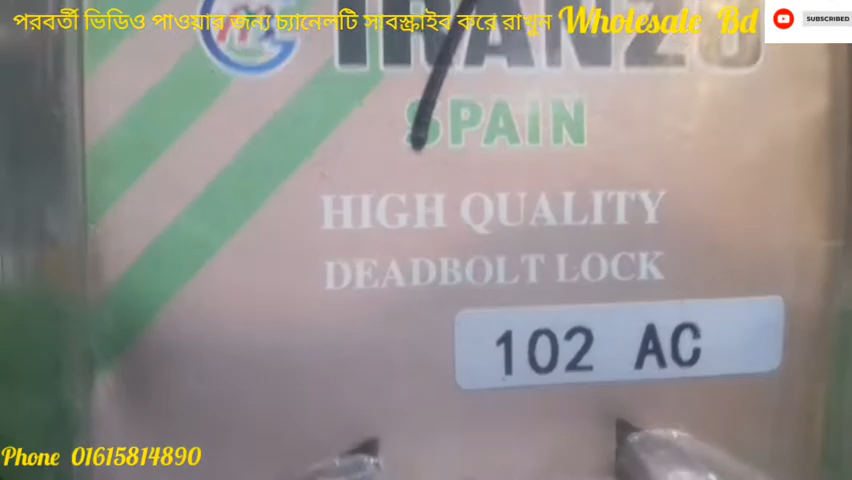 পরবর্তী ভিডিও পাওয়ার জন্য চ্যানেলটি সাবস্ক্রাইব করে রাখুন Wholesale Bd
SUBSCRIBED
SPAIN
HIGH QUALITY
DEADBOLT LOCK
102 AC
Phone 01615814890